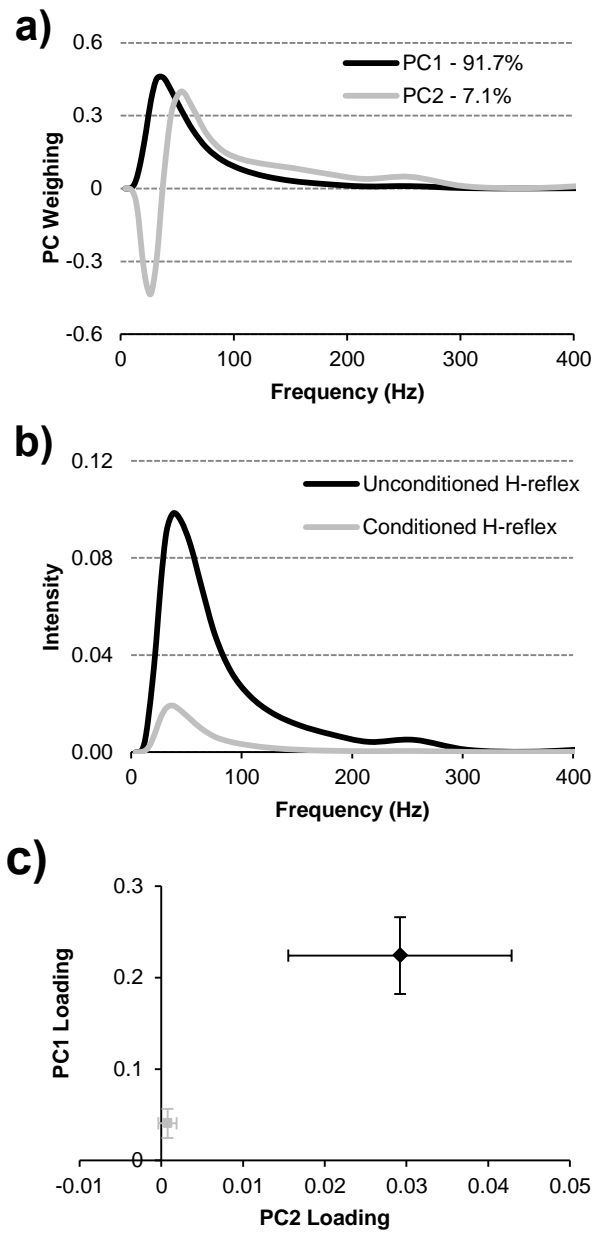 a)
0.6
PC1 - 91.7%
PC2 - 7.1%
0.3
0
-0.3
-0.6
PC Weighing
0 100 200 300 400
Frequency (Hz)
b)
0.12
Unconditioned H-reflex
Conditioned H-reflex
0.08
0.04
0.00
Intensity
0 100 200 300 400
Frequency (Hz)
c)
0.3
0.2
0.1
0
PC1 Loading
-0.01 0 0.01 0.02 0.03 0.04 0.05
PC2 Loading